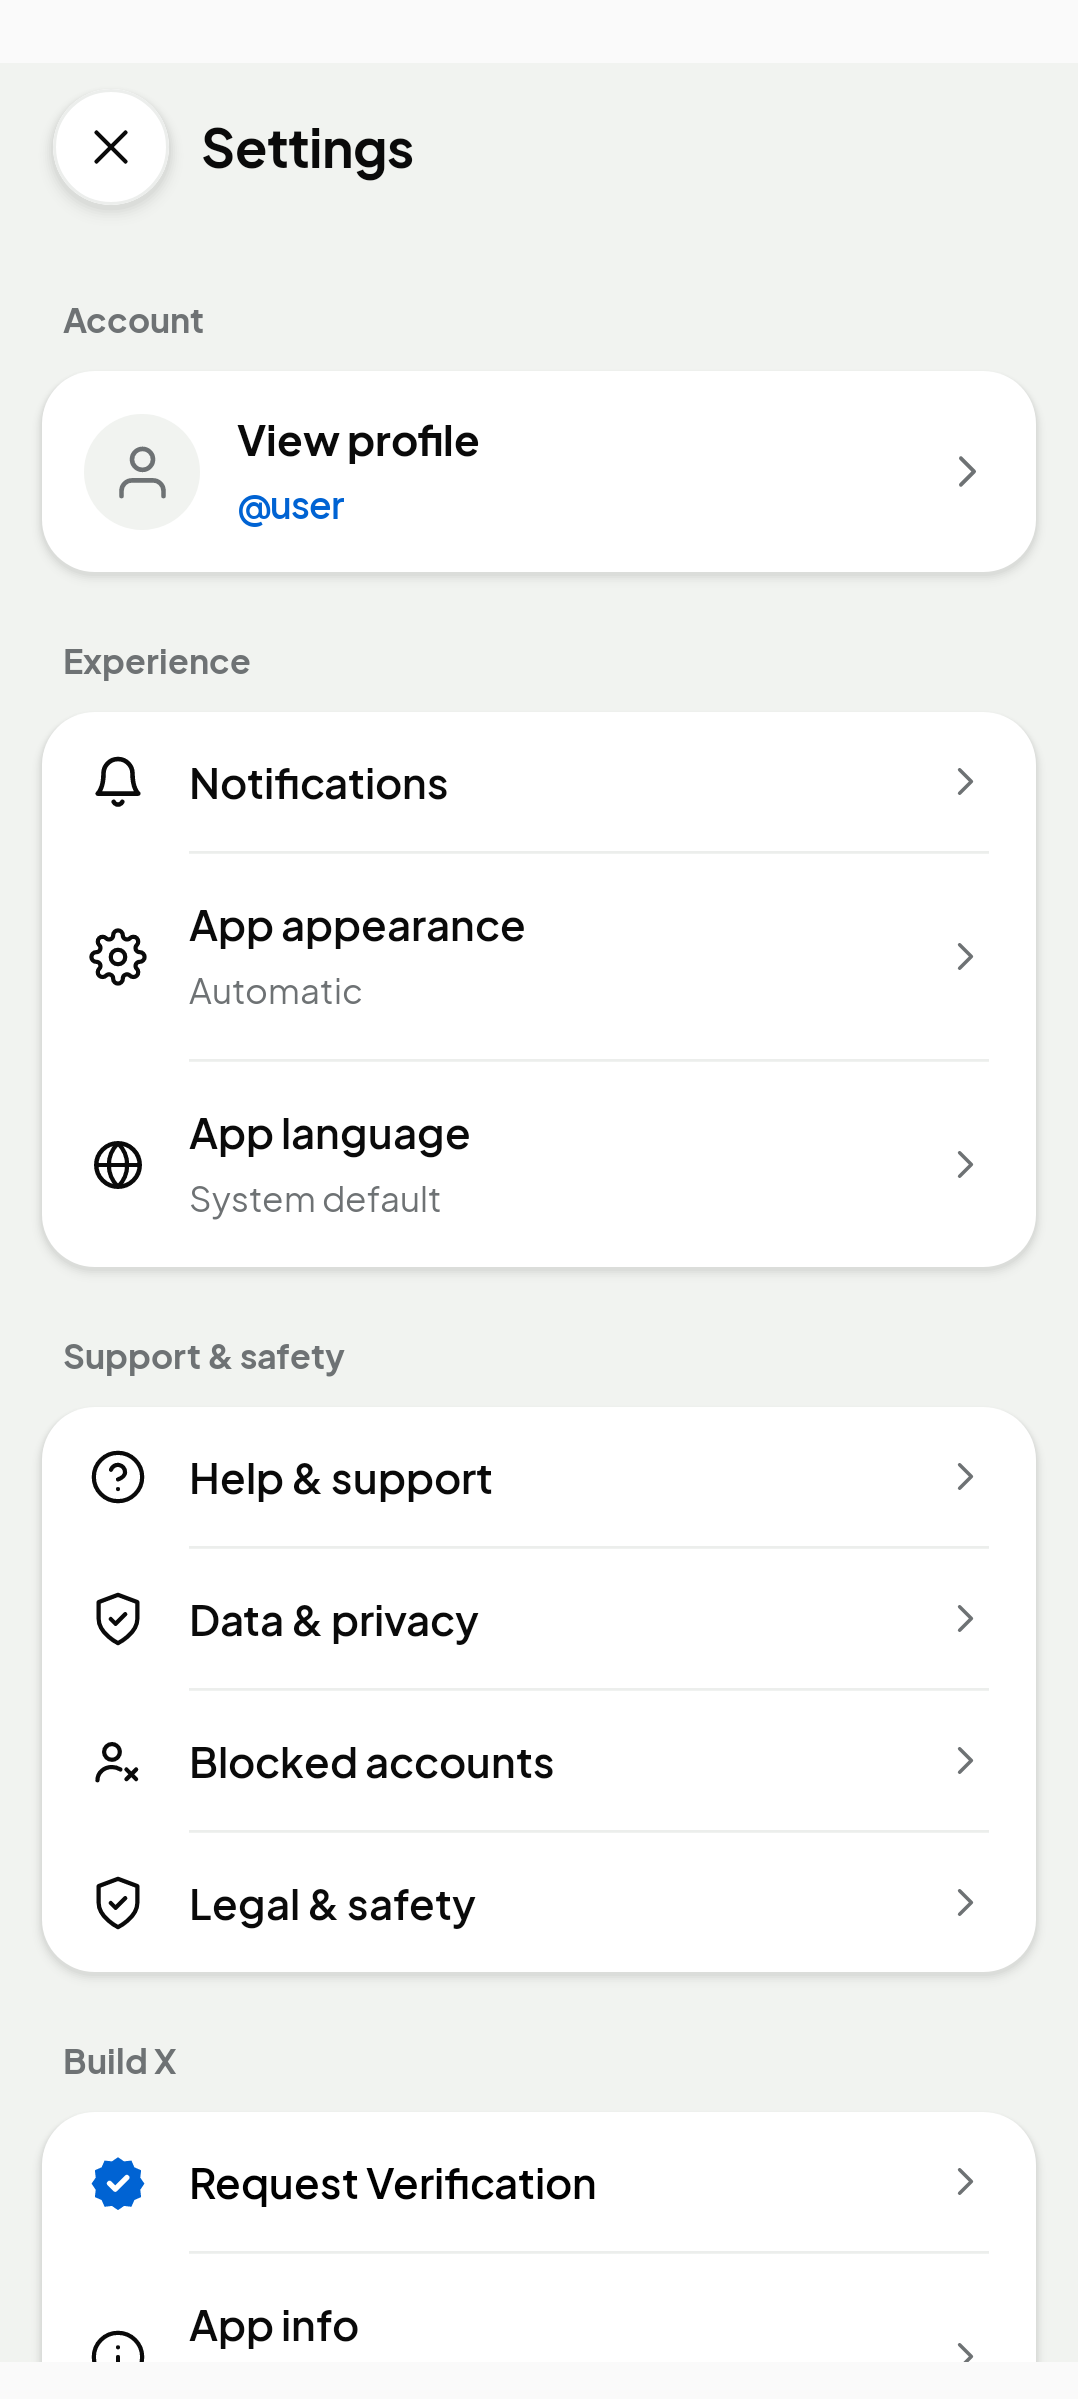 Settings
Account
View profile
@user
Experience
Notifications
App appearance
Automatic
App language
System default
Support & safety
Help & support
Data & privacy
Blocked accounts
Legal & safety
Build X
Request Verification
App info